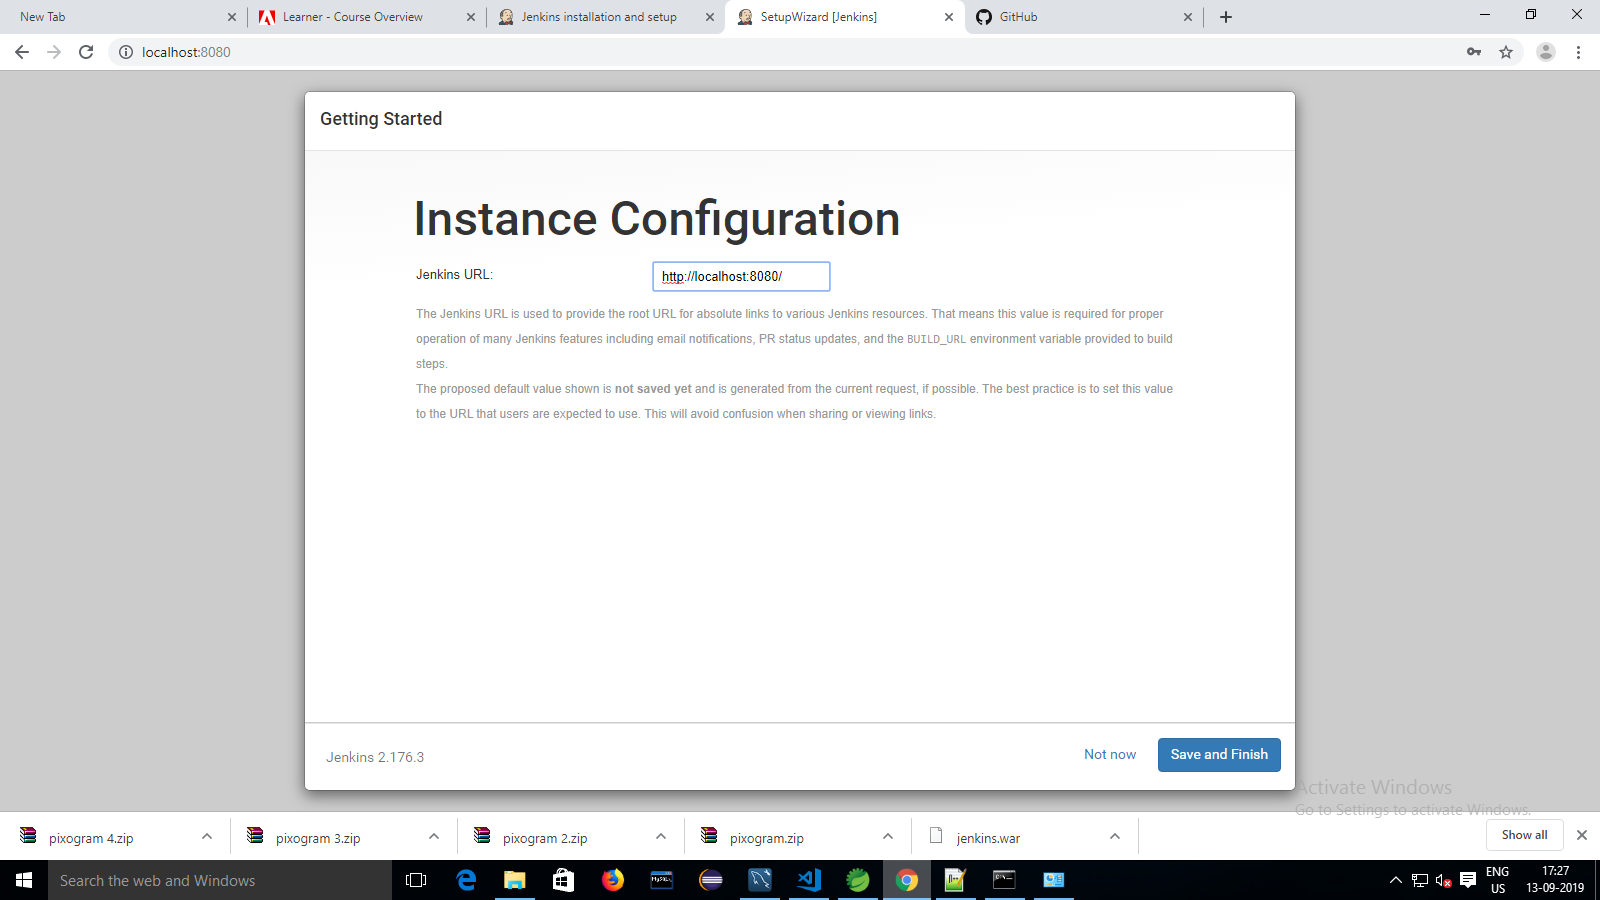 New Tab
Learner - Course Overview
Jenkins installation and setup
SetupWizard [Jenkins]
GitHub
localhost:8080
Getting Started
Instance Configuration
Jenkins URL:
http://localhost:8080/
The Jenkins URL is used to provide the root URL for absolute links to various Jenkins resources. That means this value is required for proper
operation of many Jenkins features including email notifications, PR status updates, and the BUILD_URL environment variable provided to build
steps.
The proposed default value shown is not saved yet and is generated from the current request, if possible. The best practice is to set this value
to the URL that users are expected to use. This will avoid confusion when sharing or viewing links.
Jenkins 2.176.3
Not now
Save and Finish
Activate Windows
Go to Settings to activate Windows.
pixogram 4.zip
pixogram 3.zip
pixogram 2.zip
pixogram.zip
jenkins.war
Show all
Search the web and Windows
MySQL
ENG
US
17:27
13-09-2019